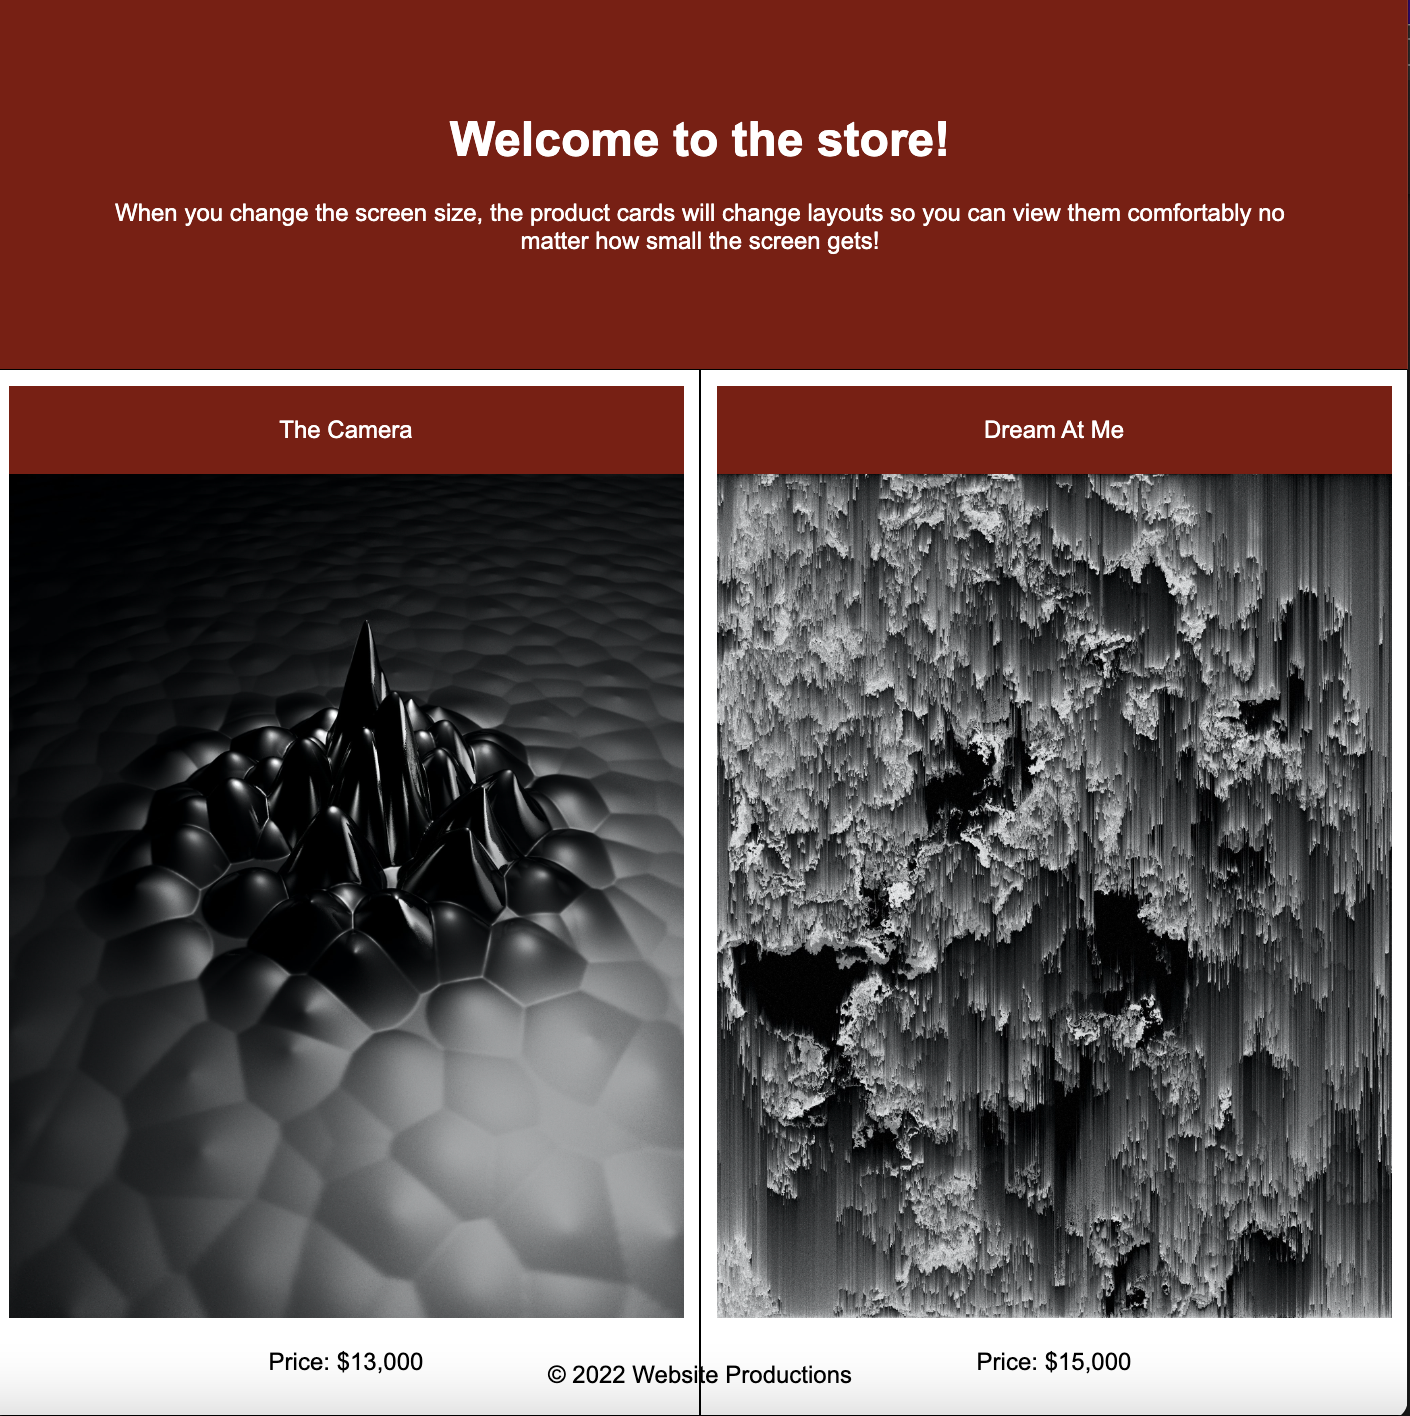 Welcome to the store!
When you change the screen size, the product cards will change layouts so you can view them comfortably no
matter how small the screen gets!
The Camera
Dream At Me
Price: $13,000
Price: $15,000
© 2022 Website Productions